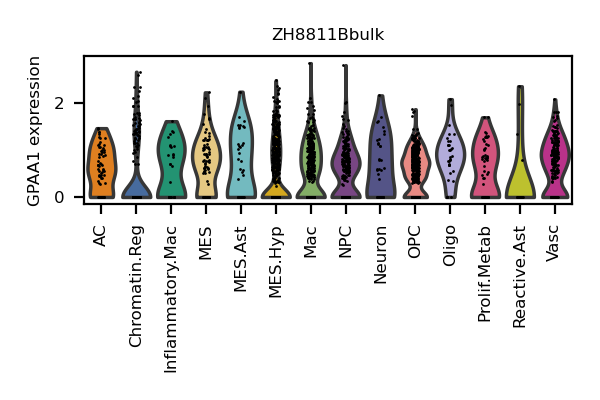 ZH8811Bbulk
GPAA1 expression
2
0
AC
Chromatin.Reg
Inflammatory.Mac
MES
MES.Ast
MES.Hyp
Mac
NPC
Neuron
OPC
Oligo
Prolif.Metab
Reactive.Ast
Vasc